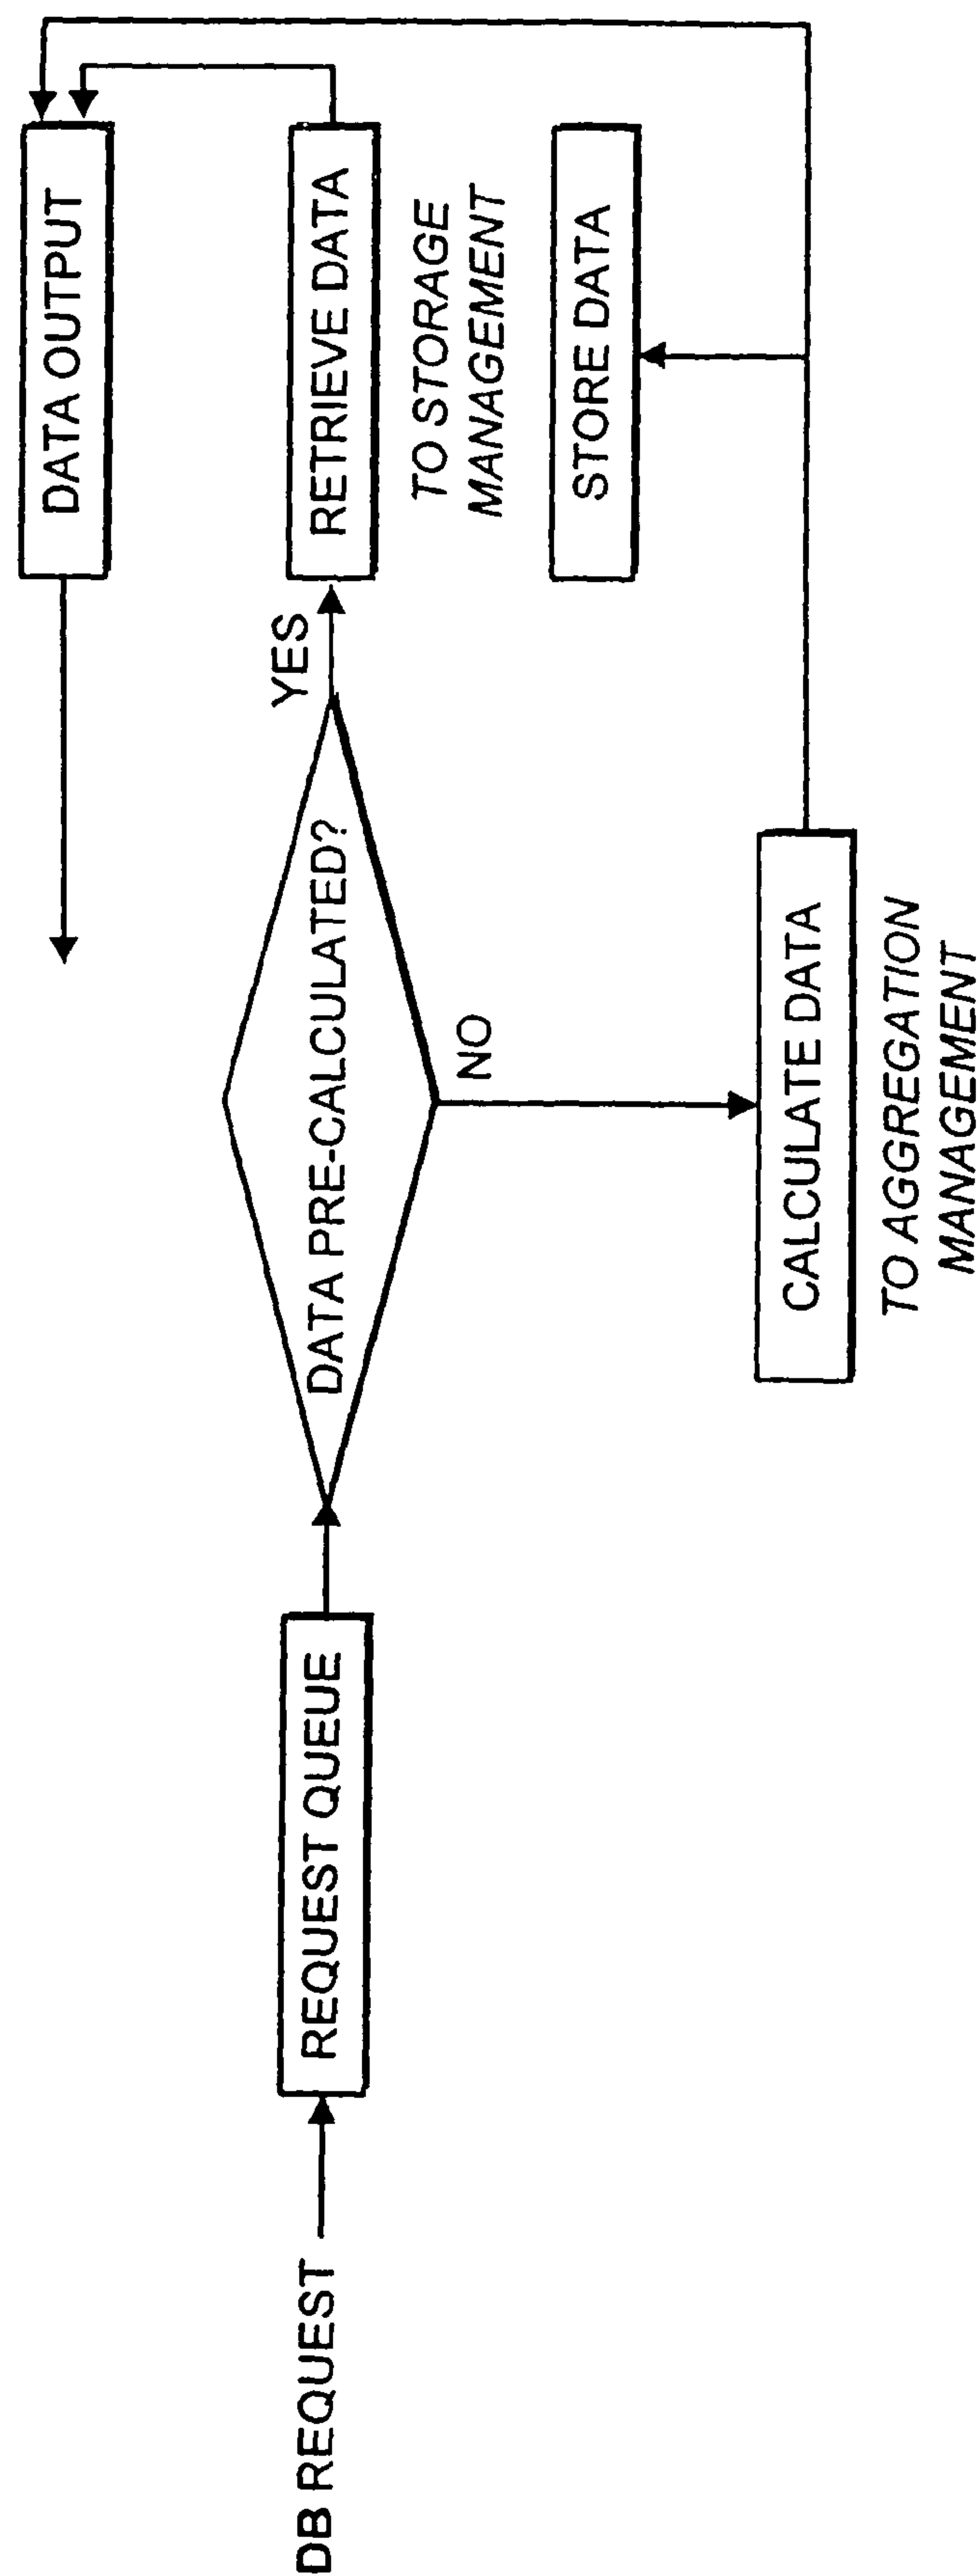 DATA OUTPUT
DB REQUEST
REQUEST QUEUE
DATA PRE-CALCULATED?
YES
RETRIEVE DATA
TO STORAGE
MANAGEMENT
NO
STORE DATA
CALCULATE DATA
TO AGGREGATION
MANAGEMENT